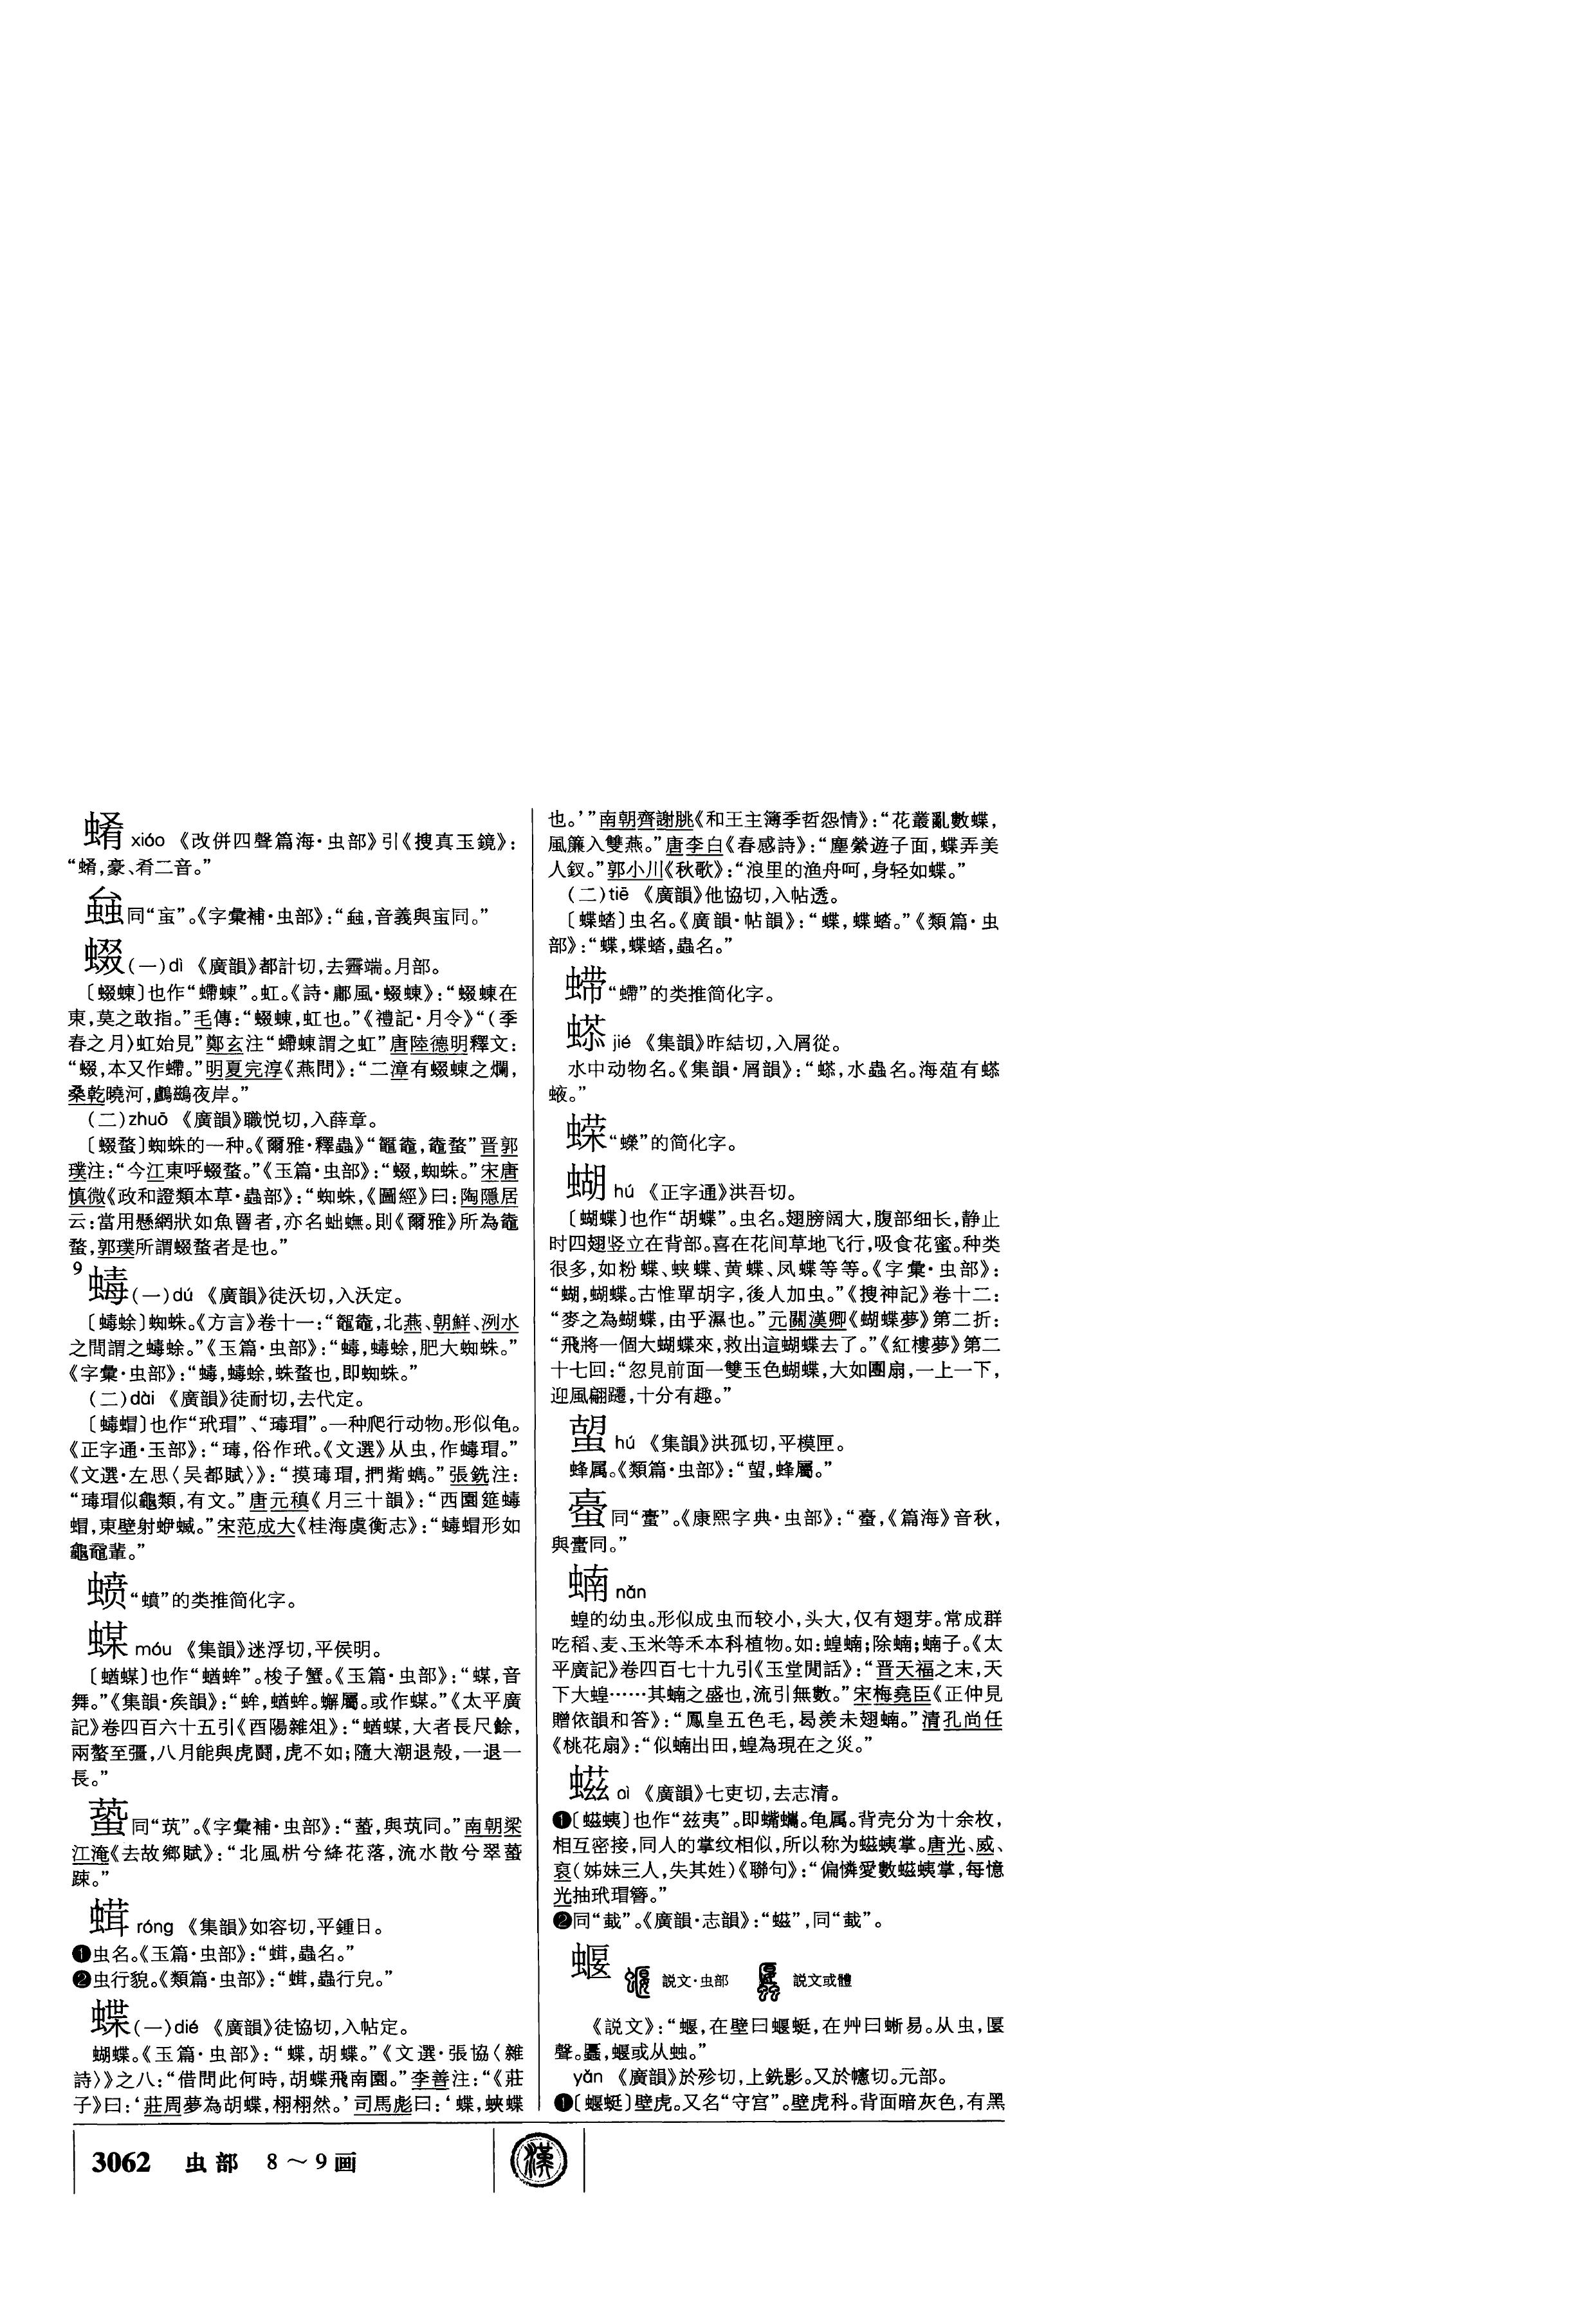 xiáo 《改併四聲篇海·虫部》引《搜真玉鏡》：
“蜟，豪、肴二音。”
同“䖟”。《字彙補·虫部》：“音義與䖟同。”
蝃(一)dì 《廣韻》都計切，去霽端。月部。
〔蝃蝀〕也作“螮蝀”。虹。《詩·鄘風·蝃蝀》：“蝃蝀在
東，莫之敢指。”毛傳：“蝃蝀，虹也。”《禮記·月令》“(季
春之月)虹始見”鄭玄注“螮蝀謂之虹”唐陸德明釋文：
“蝃，本又作螮。”明夏完淳《燕問》：“二漳有蝃蝀之爛，
桑乾曉河，鸕鷀夜岸。”
(二)zhuō 《廣韻》職悦切，入薛章。
〔蝃蝥〕蜘蛛的一种。《爾雅·釋蟲》“鼅鼄，鼄蝥”晋郭
璞注：“今江東呼蝃蝥。”《玉篇·虫部》：“蝃，蜘蛛。”宋唐
慎微《政和證類本草·蟲部》：“蜘蛛，《圖經》曰：陶隱居
云：當用懸網狀如魚罾者，亦名蚍蟱。則《爾雅》所為鼄
蝥，郭璞所謂蝃蝥者是也。”
9 蝳(一)dú 《廣韻》徒沃切，入沃定。
〔蝳蜍〕蜘蛛。《方言》卷十一：“鼅鼄，北燕、朝鮮、洌水
之間謂之蝳蜍。”《玉篇·虫部》：“蝳，蝳蜍，肥大蜘蛛。”
《字彙·虫部》：“蝳，蝳蜍，蛛蝥也，即蜘蛛。”
(二)dài 《廣韻》徒耐切，去代定。
〔蝳蝐〕也作“玳瑁”、“瑇瑁”。一种爬行动物。形似龟。
《正字通·玉部》：“瑇，俗作玳。《文選》从虫，作蝳瑁。”
《文選·左思〈吴都賦〉》：“摸瑇瑁，捫觜蠵。”張銑注：
“瑇瑁似龜類，有文。”唐元稹《月三十韻》：“西園筵蝳
蝐，東壁射蛜蝛。”宋范成大《桂海虞衡志》：“蝳蝐形如
龜黿輩。”
“蟦”的类推简化字。
蝶 móu 《集韻》迷浮切，平侯明。
〔蝤䗋〕也作“蝤蛑”。梭子蟹。《玉篇·虫部》：“䗋，音
舞。”《集韻·矦韻》：“蛑，蝤蛑。蠏屬。或作䗋。”《太平廣
記》卷四百六十五引《酉陽雜俎》：“蝤䗋，大者長尺餘，
兩螯至彊，八月能與虎鬭，虎不如；隨大潮退殼，一退一
長。”
同“茿”。《字彙補·虫部》：“與茿同。”南朝梁
江淹《去故鄉賦》：“北風㭊兮絳花落，流水散兮翠
踈。”
㲨 róng 《集韻》如容切，平鍾日。
❶虫名。《玉篇·虫部》：“蟲名。”
❷虫行貌。《類篇·虫部》：“蟲行皃。”
蝶(一)dié 《廣韻》徒協切，入帖定。
蝴蝶。《玉篇·虫部》：“蝶，胡蝶。”《文選·張協〈雜
詩〉》之八：“借問此何時，胡蝶飛南園。”李善注：“《莊
子》曰：‘莊周夢為胡蝶，栩栩然。’司馬彪曰：‘蝶，蛺蝶
也。’”南朝齊謝朓《和王主簿季哲怨情》：“花叢亂數蝶，
風簾入雙燕。”唐李白《春感詩》：“塵縈遊子面，蝶弄美
人釵。”郭小川《秋歌》：“浪里的渔舟呵，身轻如蝶。”
(二)tiē 《廣韻》他協切，入帖透。
〔蝶䗩〕虫名。《廣韻·帖韻》：“蝶，蝶䗩。”《類篇·虫
部》：“蝶，蝶䗩，蟲名。”
“螮”的类推简化字。
jié 《集韻》昨結切，入屑從。
水中动物名。《集韻·屑韻》：“水蟲名。海蒩有
蛂。”
蝾“蠑”的简化字。
蝴 hú 《正字通》洪吾切。
〔蝴蝶〕也作“胡蝶”。虫名。翅膀阔大，腹部细长，静止
时四翅竖立在背部。喜在花间草地飞行，吸食花蜜。种类
很多，如粉蝶、蛱蝶、黄蝶、凤蝶等等。《字彙·虫部》：
“蝴，蝴蝶。古惟單胡字，後人加虫。”《搜神記》卷十二：
“麥之為蝴蝶，由乎濕也。”元關漢卿《蝴蝶夢》第二折：
“飛將一個大蝴蝶來，救出這蝴蝶去了。”《紅樓夢》第二
十七回：“忽見前面一雙玉色蝴蝶，大如團扇，一上一下，
迎風翩躚，十分有趣。”
hú 《集韻》洪孤切，平模匣。
蜂属。《類篇·虫部》：“蜂屬。”
同“蠹”。《康熙字典·虫部》：“《篇海》音秋，
與蠹同。”
蝻 nǎn
蝗的幼虫。形似成虫而较小，头大，仅有翅芽。常成群
吃稻、麦、玉米等禾本科植物。如：蝗蝻；除蝻；蝻子。《太
平廣記》卷四百七十九引《玉堂閒話》：“晋天福之末，天
下大蝗……其蝻之盛也，流引無數。”宋梅堯臣《正仲見
贈依韻和答》：“鳳皇五色毛，曷羡未翅蝻。”清孔尚任
《桃花扇》：“似蝻出田，蝗為現在之災。”
cì 《廣韻》七吏切，去志清。
❶〔螆蛦〕也作“兹夷”。即蟕蠵。龟属。背壳分为十余枚，
相互密接，同人的掌纹相似，所以称为螆蛦掌。唐光、威、
裒(姊妹三人，失其姓)《聯句》：“偏憐愛數螆蛦掌，每憶
光抽玳瑁簪。”
❷同“蛓”。《廣韻·志韻》：“螆”，同“蛓”。
蝘 説文·虫部 説文或體
《説文》：“蝘，在壁曰蝘蜓，在艸曰蜥易。从虫，匽
聲。蝘或从䖵。”
yǎn 《廣韻》於殄切，上銑影。又於幰切。元部。
❶〔蝘蜓〕壁虎。又名“守宫”。壁虎科。背面暗灰色，有黑
3062 虫部 8～9画
漢